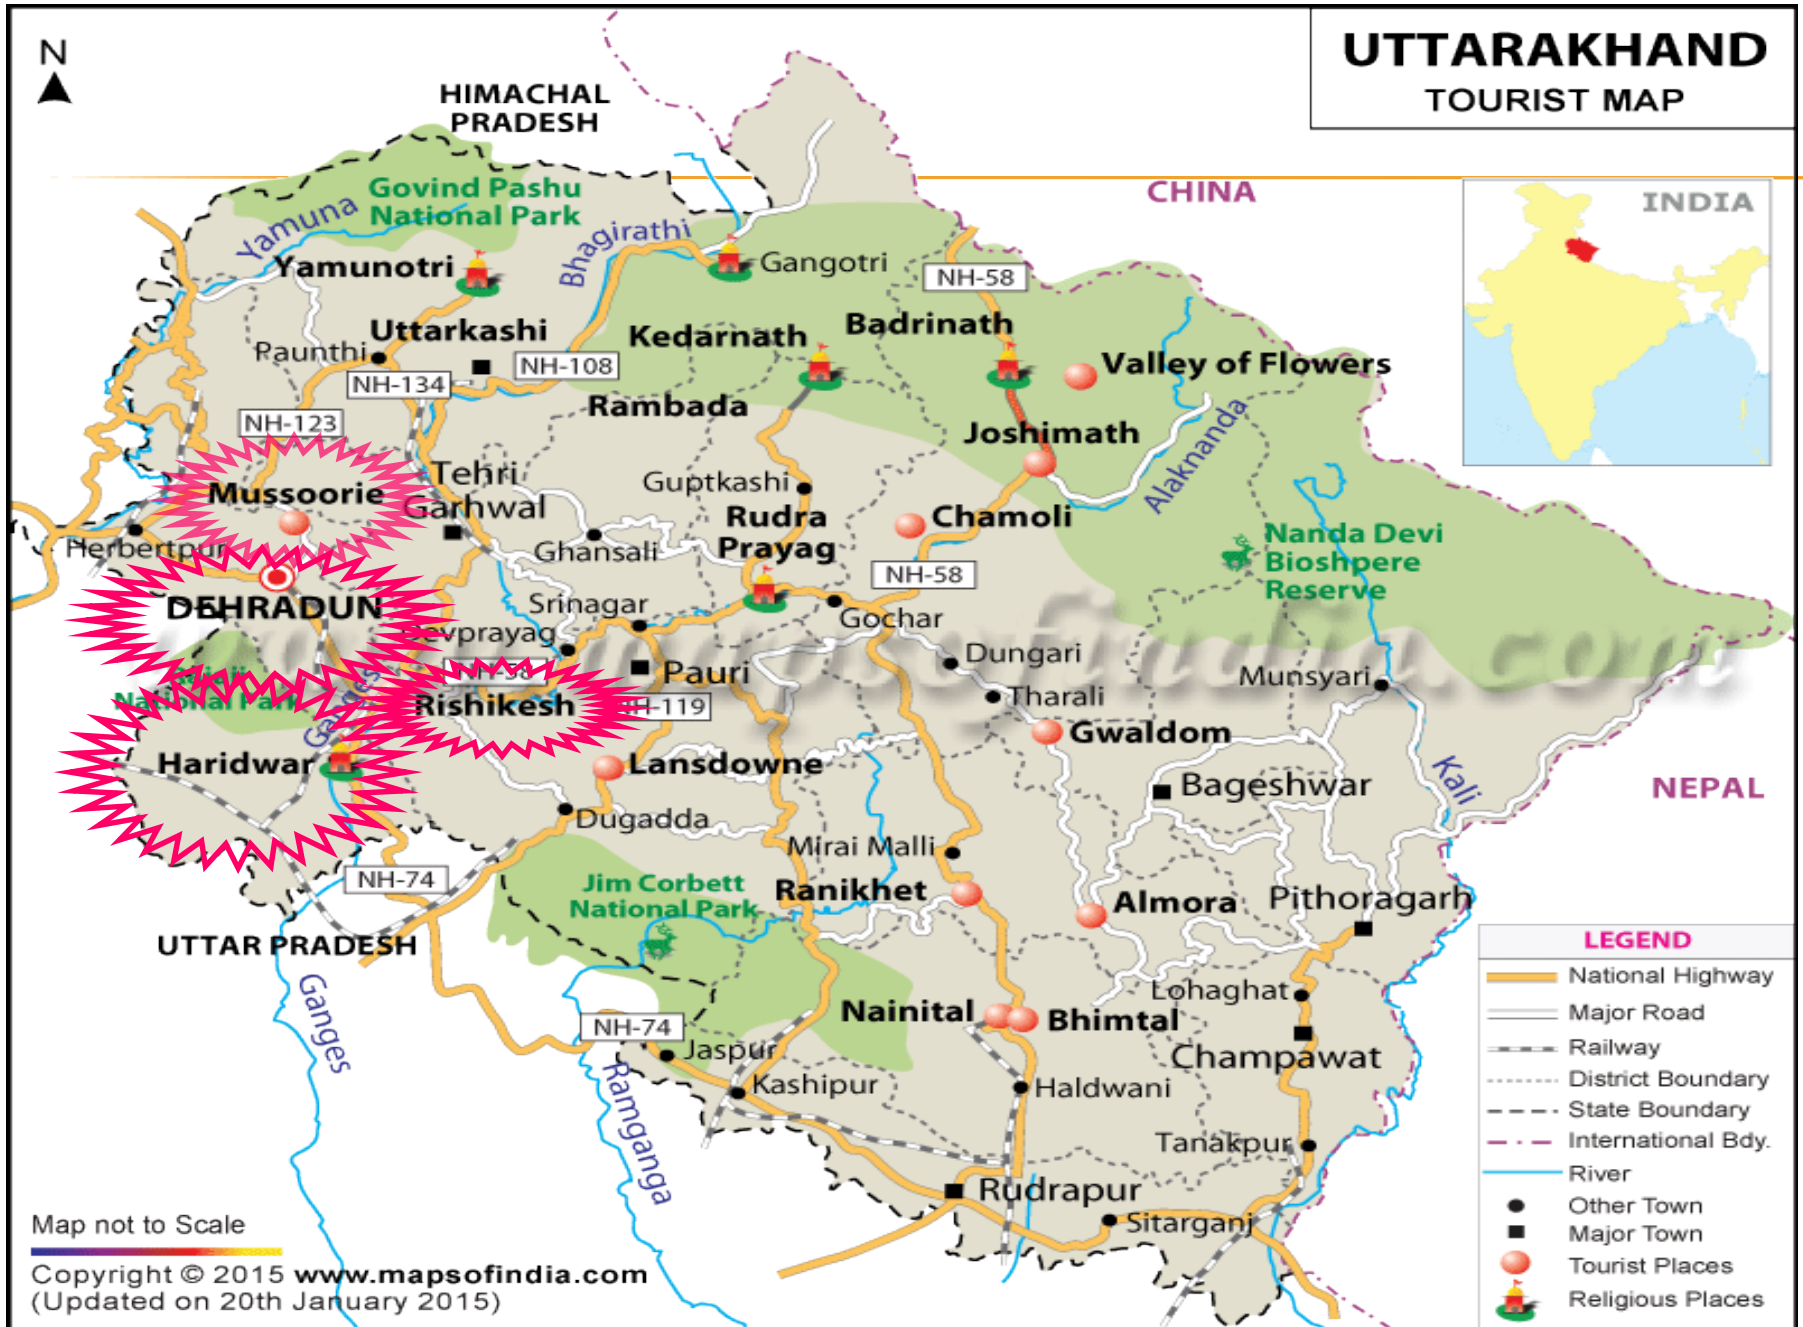 UTTARAKHAND
TOURIST MAP
N
HIMACHAL
PRADESH
CHINA
INDIA
Govind Pashu
National Park
Yamuna
Bhagirathi
Yamunotri
Gangotri
NH-58
Uttarkashi
Kedarnath
Badrinath
Paunthi
NH-134
NH-108
Valley of Flowers
Rambada
NH-123
Joshimath
Alaknanda
Mussoorie
Tehri
Garhwal
Guptkashi
Rudra
Prayag
Chamoli
Herbertpur
Ghansali
NH-58
Nanda Devi
Bioshpere
Reserve
DEHRADUN
Srinagar
Gochar
Devprayag
NH-58
Pauri
Dungari
Munsyari
National Park
Ganges
Rishikesh
NH-119
Tharali
Gwaldom
Haridwar
Lansdowne
Bageshwar
Kali
NEPAL
Dugadda
Mirai Malli
NH-74
Jim Corbett
National Park
Ranikhet
Almora
Pithoragarh
UTTAR PRADESH
Ganges
Lohaghat
Nainital
Bhimtal
NH-74
Jaspur
Champawat
Kashipur
Haldwani
Ramganga
Tanakpur
Rudrapur
Sitarganj
LEGEND
National Highway
Major Road
Railway
District Boundary
State Boundary
International Bdy.
River
Other Town
Major Town
Tourist Places
Religious Places
Map not to Scale
Copyright © 2015 www.mapsofindia.com
(Updated on 20th January 2015)